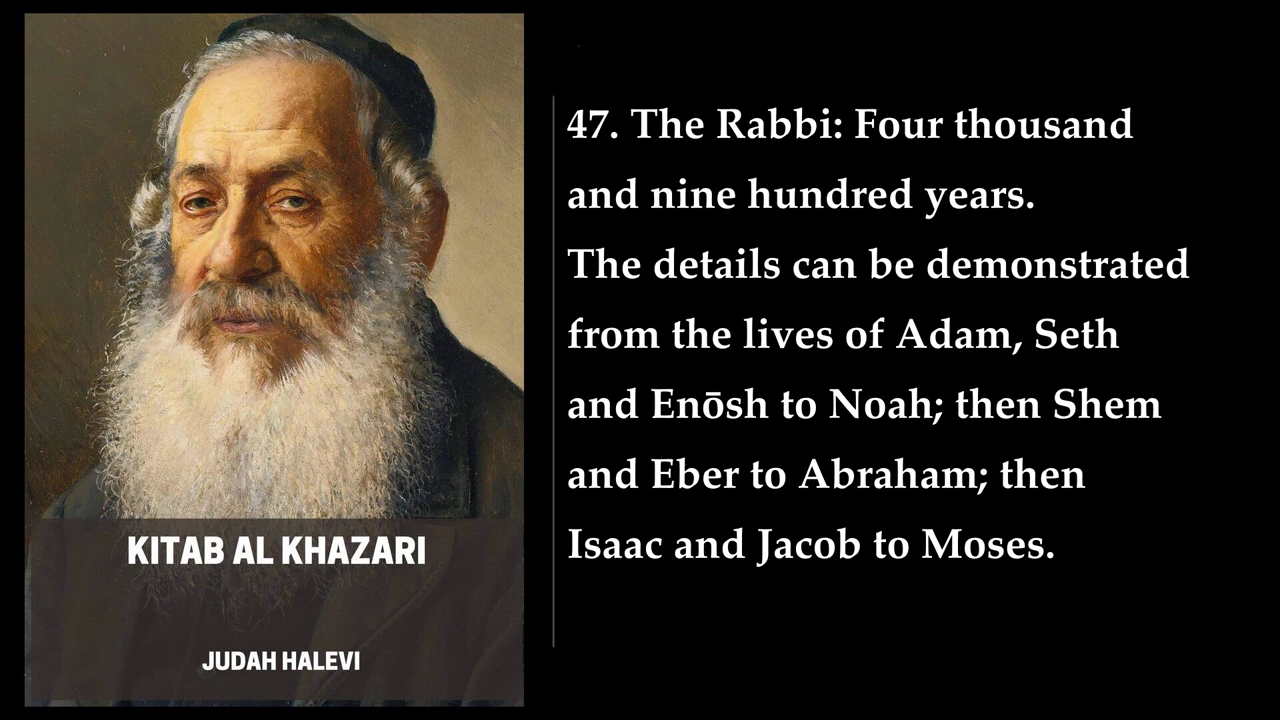 KITAB AL KHAZARI
JUDAH HALEVI
47. The Rabbi: Four thousand
and nine hundred years.
The details can be demonstrated
from the lives of Adam, Seth
and Enōsh to Noah; then Shem
and Eber to Abraham; then
Isaac and Jacob to Moses.